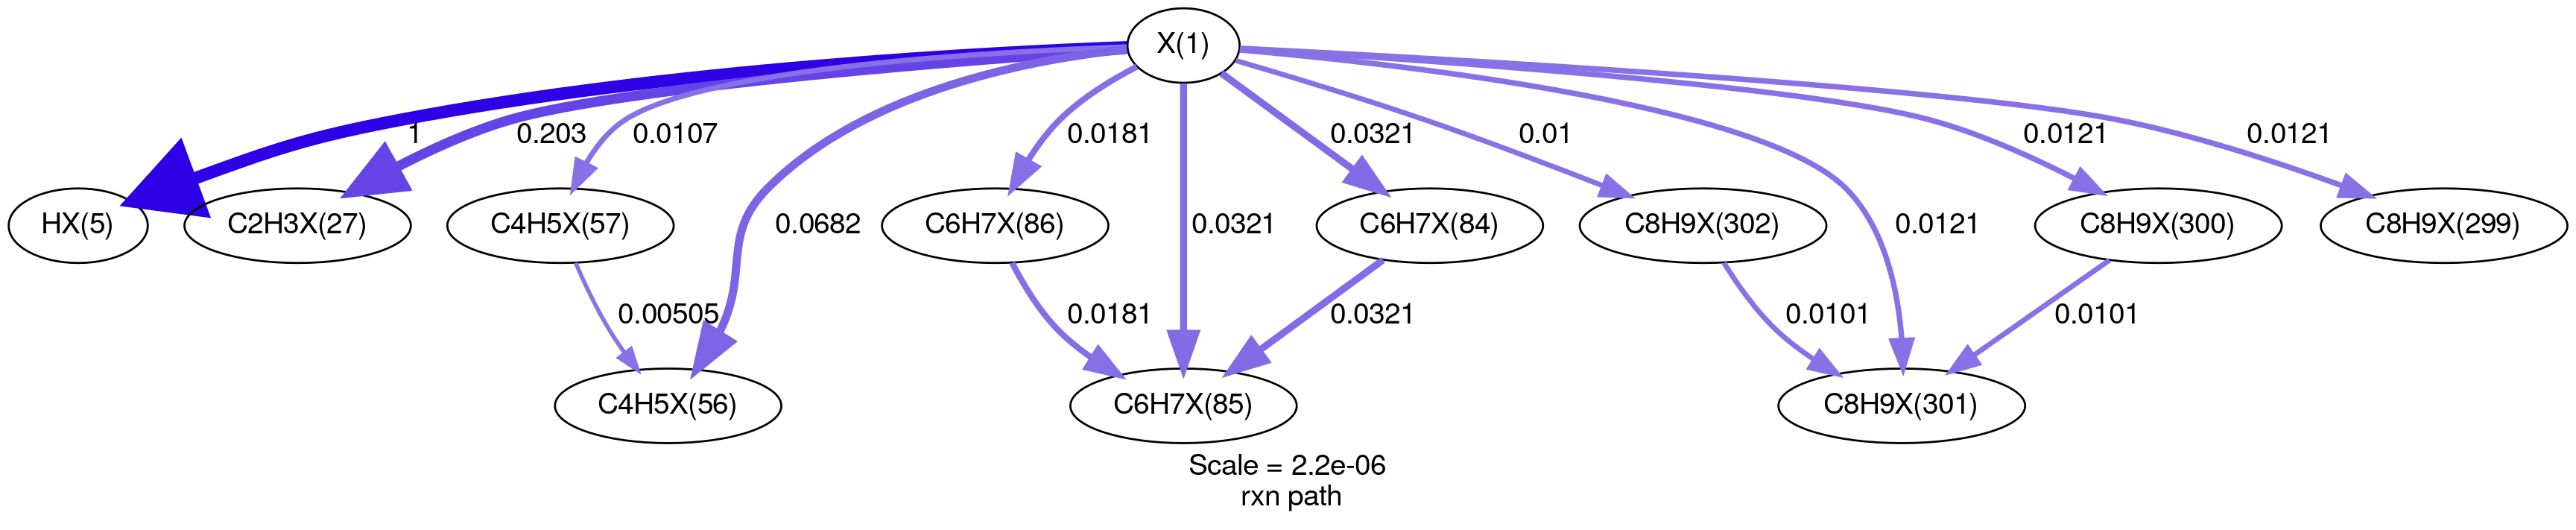 X(1)
1
0.203
0.0107
0.0181
0.0321
0.01
0.0121
0.0121
HX(5)
C2H3X(27)
C4H5X(57)
0.0682
C6H7X(86)
0.0321
C6H7X(84)
C8H9X(302)
0.0121
C8H9X(300)
C8H9X(299)
0.00505
0.0181
0.0321
0.0101
0.0101
C4H5X(56)
C6H7X(85)
C8H9X(301)
Scale = 2.2e-06
rxn path